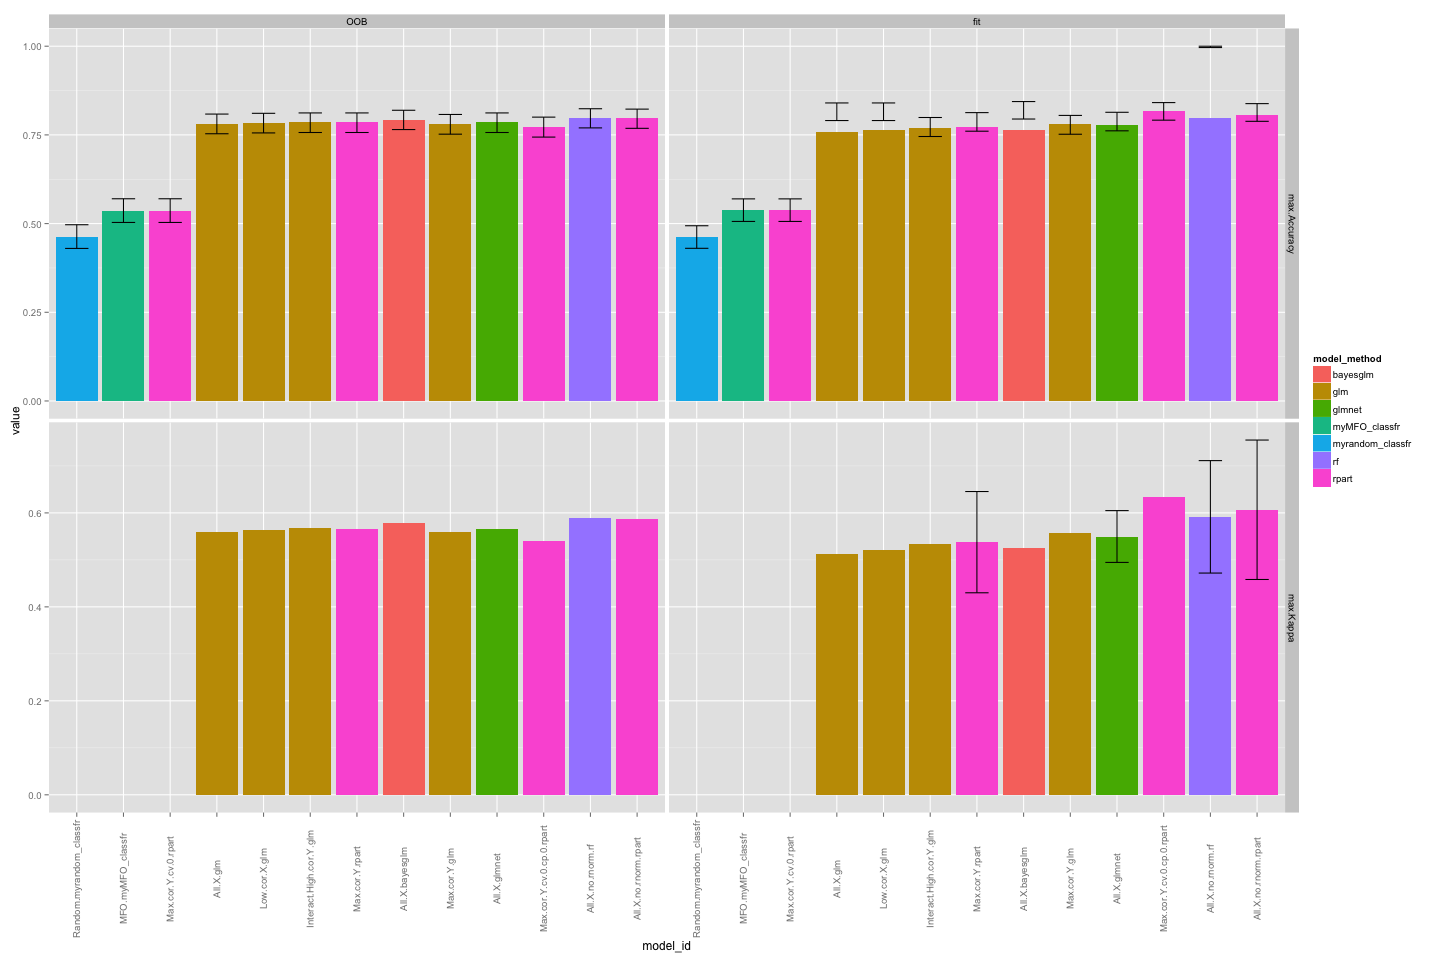 OOB
fit
1.00
0.75
0.50
0.25
0.00
max.Accuracy
0.6
0.4
0.2
0.0
max.Kappa
value
Random.myrandom_classfr
MFO.myMFO_classfr
Max.cor.Y.cv.0.rpart
All.X.glm
Low.cor.X.glm
Interact.High.cor.Y.glm
Max.cor.Y.rpart
All.X.bayesglm
Max.cor.Y.glm
All.X.glmnet
Max.cor.Y.cv.0.cp.0.rpart
All.X.no.rnorm.rf
All.X.no.rnorm.rpart
Random.myrandom_classfr
MFO.myMFO_classfr
Max.cor.Y.cv.0.rpart
All.X.glm
Low.cor.X.glm
Interact.High.cor.Y.glm
Max.cor.Y.rpart
All.X.bayesglm
Max.cor.Y.glm
All.X.glmnet
Max.cor.Y.cv.0.cp.0.rpart
All.X.no.rnorm.rf
All.X.no.rnorm.rpart
model_id
model_method
bayesglm
glm
glmnet
myMFO_classfr
myrandom_classfr
rf
rpart